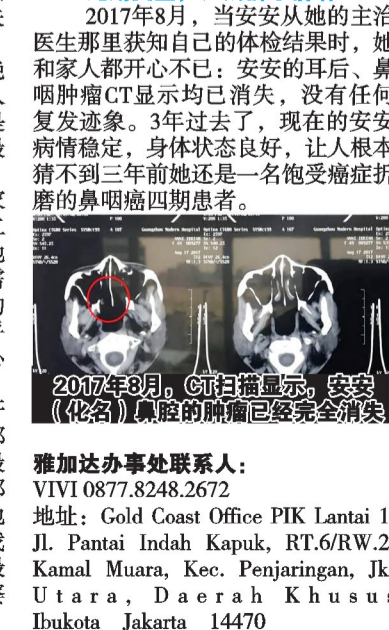 2017年8月，当安安从她的主治
医生那里获知自己的体检结果时，她
和家人都开心不已：安安的耳后、鼻
咽肿瘤CT显示均已消失，没有任何
复发迹象。3年过去了，现在的安安
病情稳定，身体状态良好，让人根本
猜不到三年前她还是一名饱受癌症折
磨的鼻咽癌四期患者。
Guangzhou Modern Hospital
2017年8月，CT扫描显示，安安
（化名）鼻腔的肿瘤已经完全消失
雅加达办事处联系人：
VIVI 0877.8248.2672
地址：Gold Coast Office PIK Lantai 1
Jl. Pantai Indah Kapuk, RT.6/RW.2
Kamal Muara, Kec. Penjaringan, Jk
Utara, Daerah Khusus
Ibukota Jakarta 14470